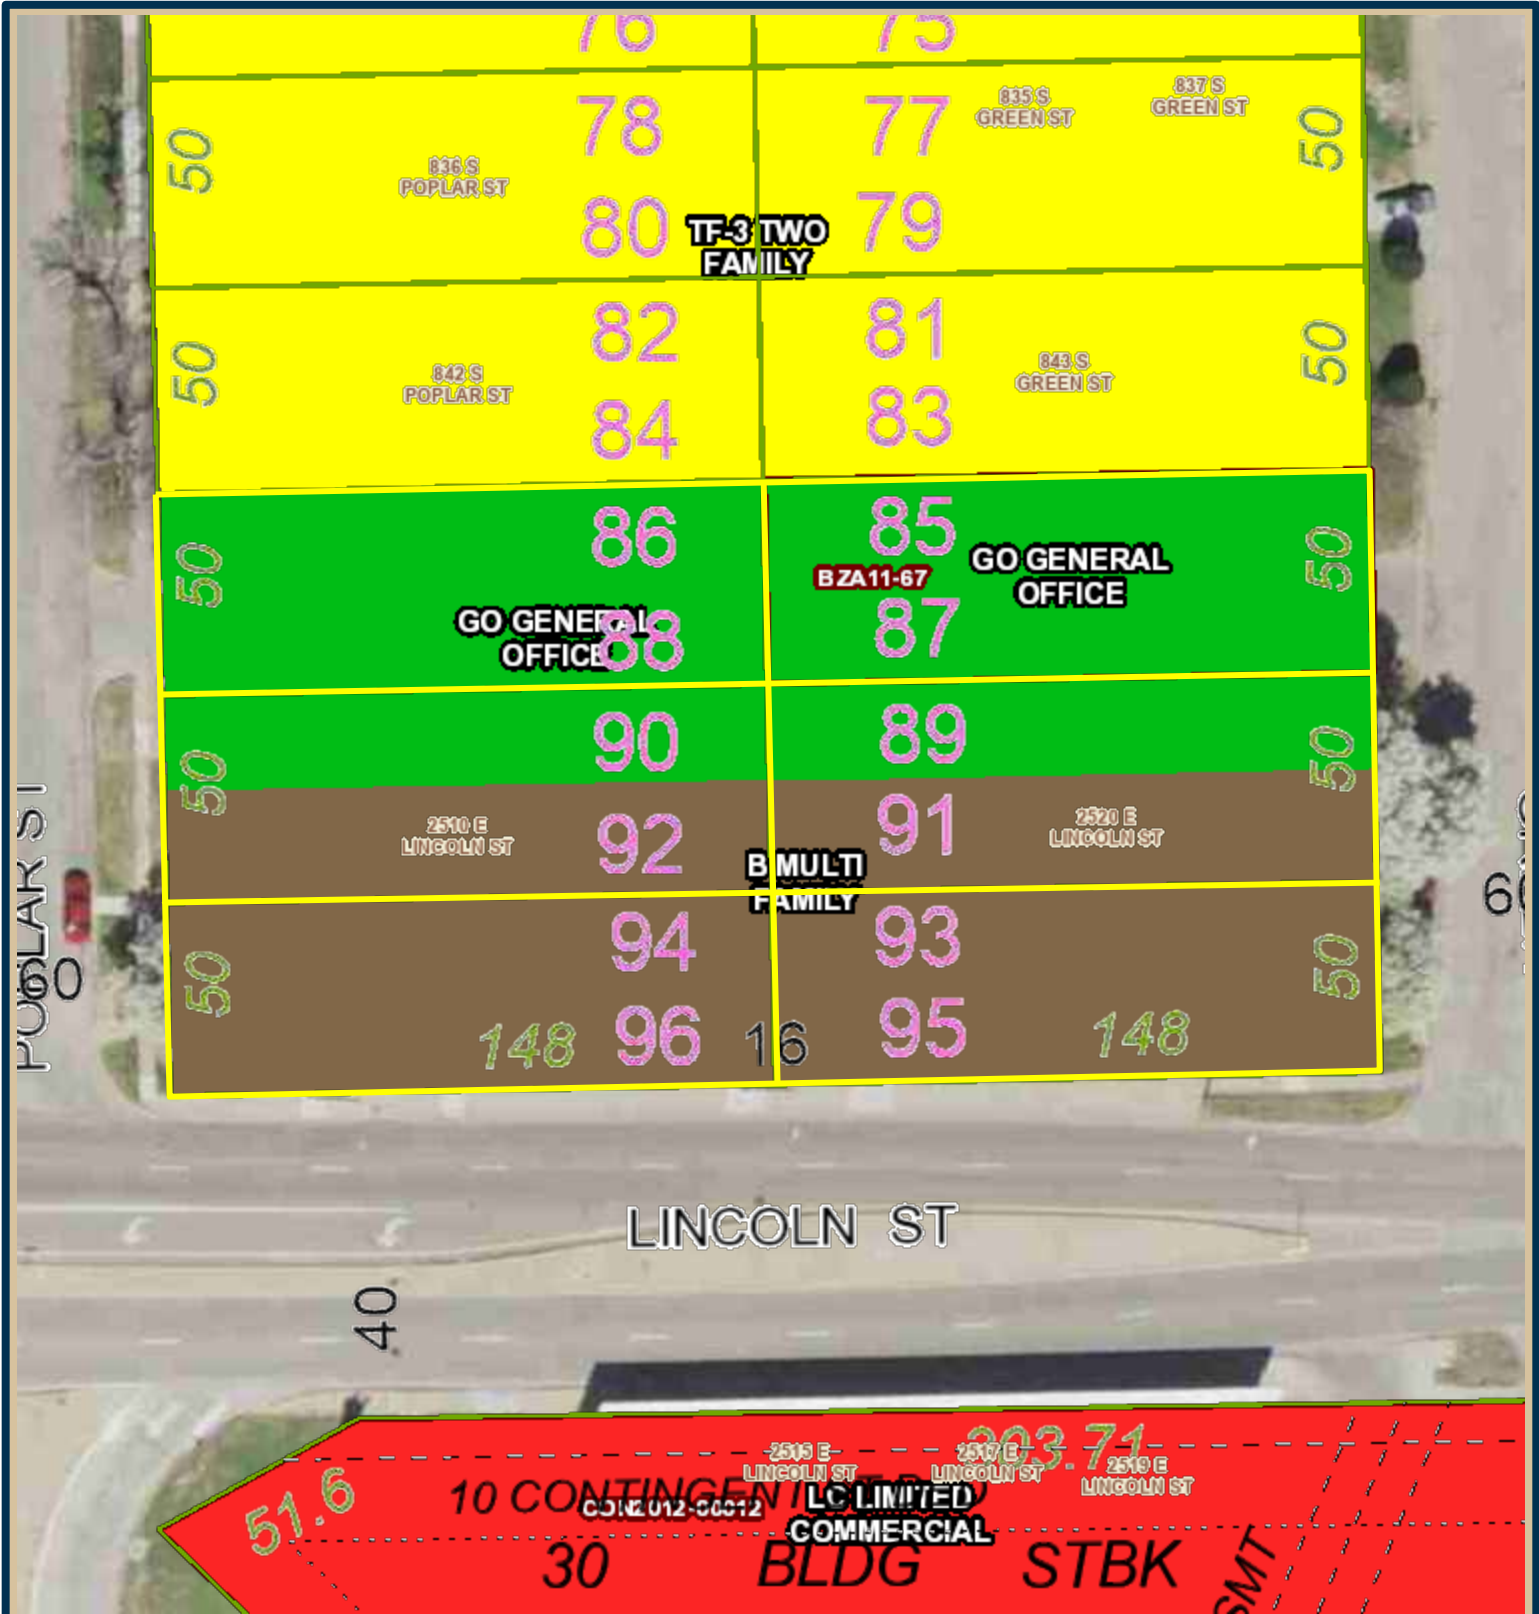 76
75
78
77
835 S
GREEN ST
837 S
GREEN ST
50
836 S
POPLAR ST
50
80
79
TF-3 TWO
FAMILY
82
81
50
842 S
POPLAR ST
843 S
GREEN ST
50
84
83
86
85
50
BZA11-67
GO GENERAL
OFFICE
50
GO GENERAL
OFFICE
88
87
90
89
50
50
2510 E
LINCOLN ST
92
91
2520 E
LINCOLN ST
B MULTI
FAMILY
94
93
50
50
148
96
16
95
148
POPLAR ST
60
LINCOLN ST
40
203.71
2515 E
LINCOLN ST
2517 E
LINCOLN ST
2519 E
LINCOLN ST
51.6
10 CONTINGENT
CON2012-00012
LC LIMITED
COMMERCIAL
30 BLDG STBK